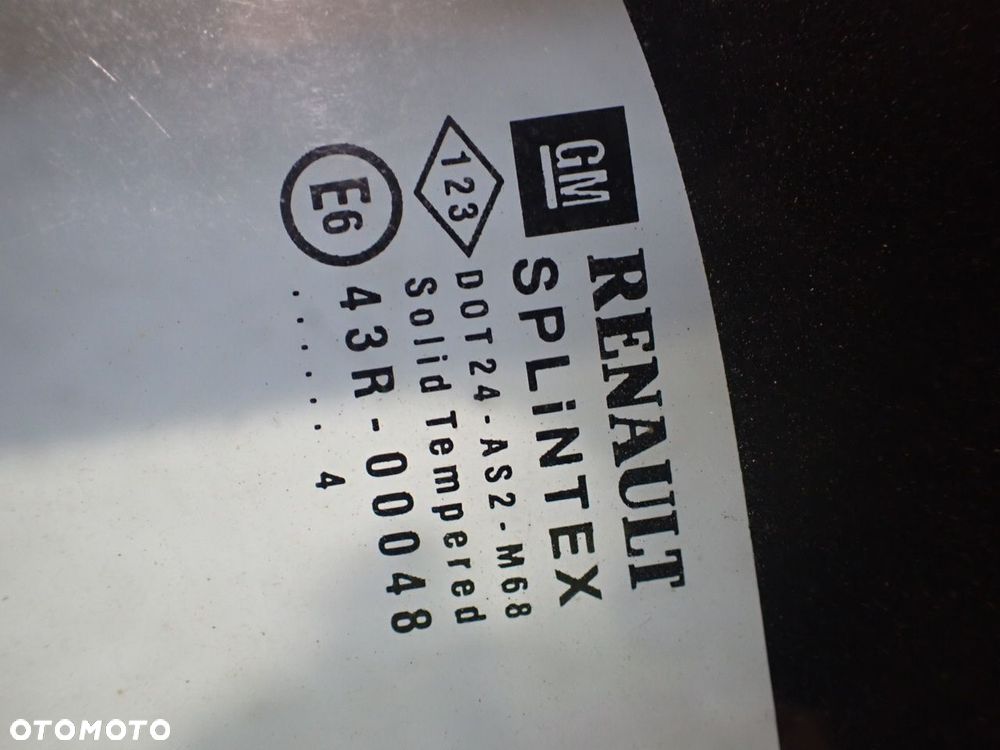 GM RENAULT
SPLiNTEX
123 DOT24-AS2-M68
Solid Tempered
E6 43R-00048
..... 4
OTOMOTO